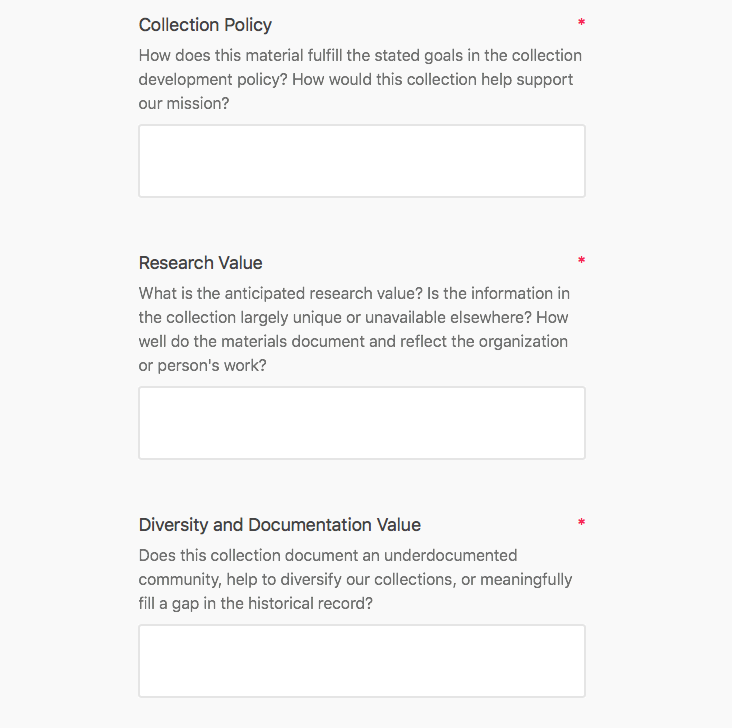 Collection Policy *
How does this material fulfill the stated goals in the collection
development policy? How would this collection help support
our mission?
Research Value *
What is the anticipated research value? Is the information in
the collection largely unique or unavailable elsewhere? How
well do the materials document and reflect the organization
or person's work?
Diversity and Documentation Value *
Does this collection document an underdocumented
community, help to diversify our collections, or meaningfully
fill a gap in the historical record?